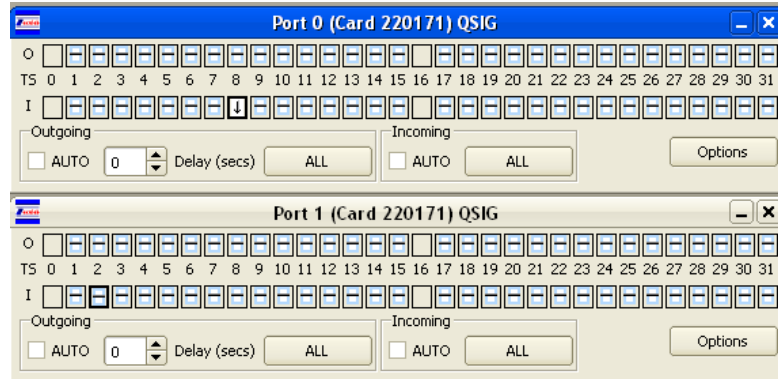 Port 0 (Card 220171) QSIG
O
TS 0 1 2 3 4 5 6 7 8 9 10 11 12 13 14 15 16 17 18 19 20 21 22 23 24 25 26 27 28 29 30 31
I
Outgoing Incoming
AUTO 0 Delay (secs) ALL AUTO ALL Options
Port 1 (Card 220171) QSIG
O
TS 0 1 2 3 4 5 6 7 8 9 10 11 12 13 14 15 16 17 18 19 20 21 22 23 24 25 26 27 28 29 30 31
I
Outgoing Incoming
AUTO 0 Delay (secs) ALL AUTO ALL Options